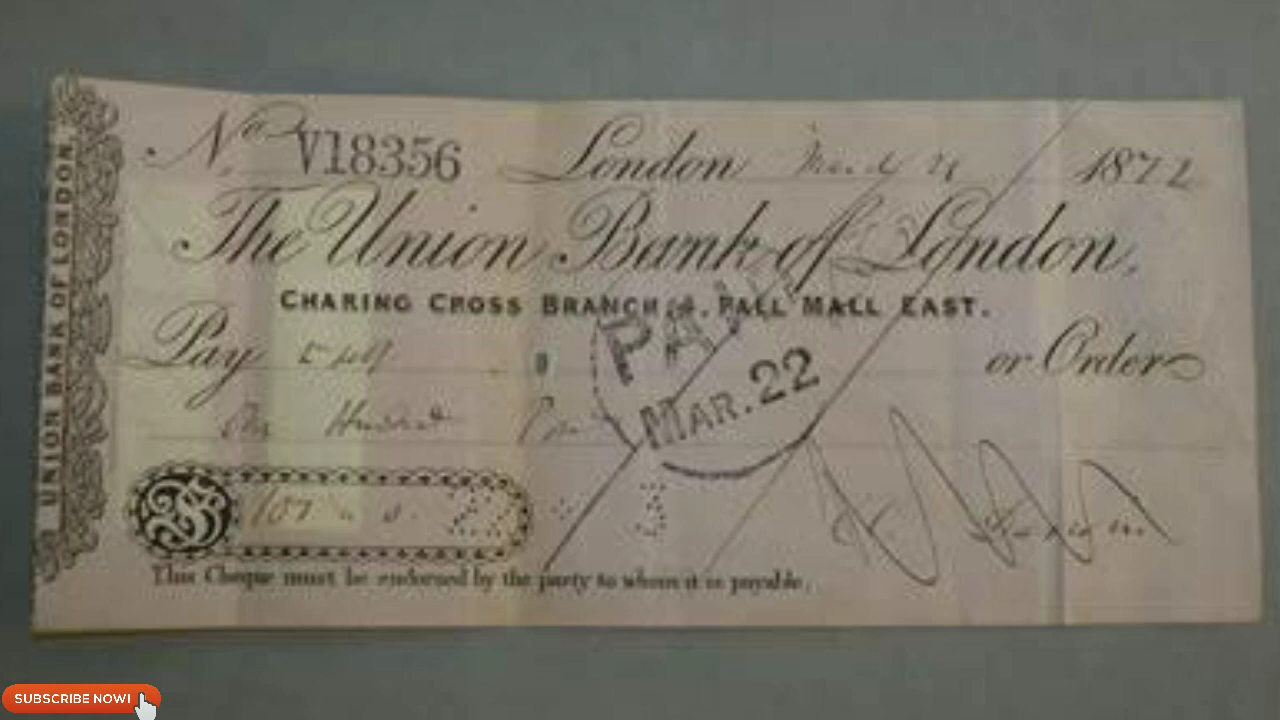 UNION BANK OF LONDON.
No V18356 London 1872
The Union Bank of London,
CHARING CROSS BRANCH, 4, PALL MALL EAST.
Pay or Order
PAID
MAR. 22
One Hundred
This Cheque must be endorsed by the party to whom it is payable.
SUBSCRIBE NOW!